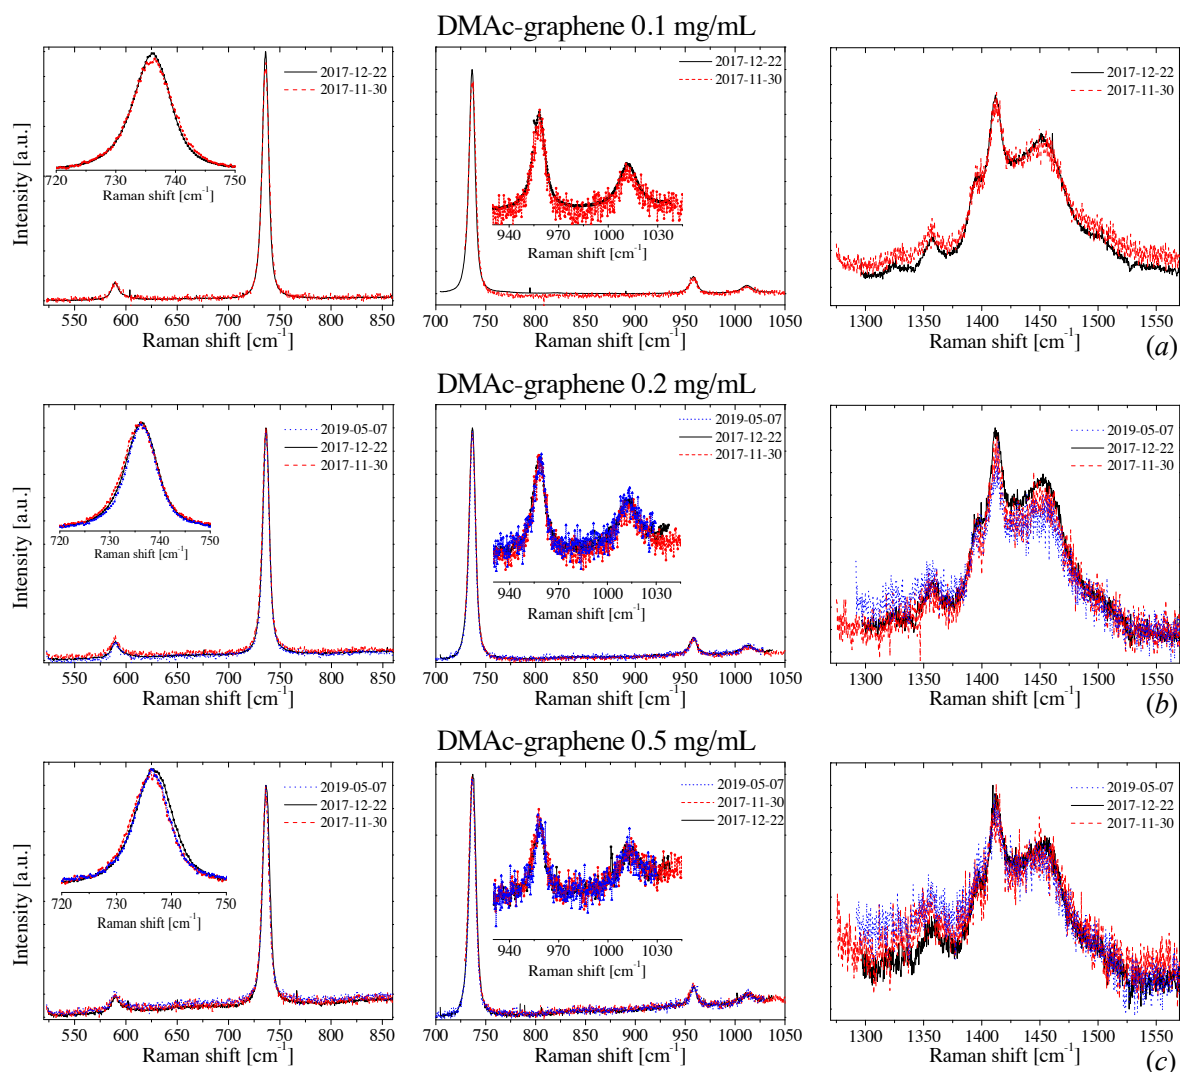 DMAc-graphene 0.1 mg/mL
Intensity [a.u.]
2017-12-22
2017-11-30
720 730 740 750
Raman shift [cm-1]
550 600 650 700 750 800 850
Raman shift [cm-1]
2017-12-22
2017-11-30
940 970 1000 1030
Raman shift [cm-1]
700 750 800 850 900 950 1000 1050
Raman shift [cm-1]
2017-12-22
2017-11-30
1300 1350 1400 1450 1500 1550
Raman shift [cm-1]
(a)
DMAc-graphene 0.2 mg/mL
Intensity [a.u.]
2019-05-07
2017-12-22
2017-11-30
720 730 740 750
Raman shift [cm-1]
550 600 650 700 750 800 850
Raman shift [cm-1]
2019-05-07
2017-12-22
2017-11-30
940 970 1000 1030
Raman shift [cm-1]
700 750 800 850 900 950 1000 1050
Raman shift [cm-1]
2019-05-07
2017-12-22
2017-11-30
1300 1350 1400 1450 1500 1550
Raman shift [cm-1]
(b)
DMAc-graphene 0.5 mg/mL
Intensity [a.u.]
2019-05-07
2017-12-22
2017-11-30
720 730 740 750
Raman shift [cm-1]
550 600 650 700 750 800 850
Raman shift [cm-1]
2019-05-07
2017-11-30
2017-12-22
940 970 1000 1030
Raman shift [cm-1]
700 750 800 850 900 950 1000 1050
Raman shift [cm-1]
2019-05-07
2017-12-22
2017-11-30
1300 1350 1400 1450 1500 1550
Raman shift [cm-1]
(c)